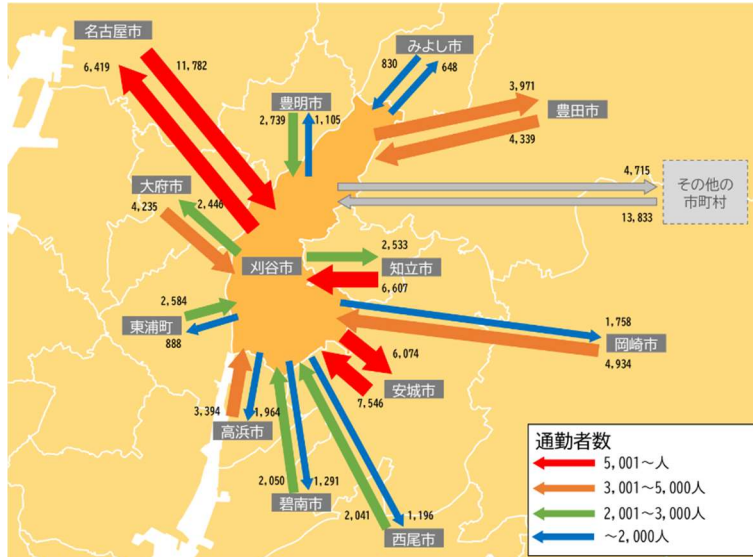 名古屋市
6,419
11,782
みよし市
830
648
豊明市
2,739
1,105
3,971
豊田市
4,339
大府市
4,235
2,446
4,715
その他の
市町村
13,833
刈谷市
2,533
知立市
6,607
2,584
東浦町
888
1,758
岡崎市
4,934
6,074
安城市
7,546
3,394
1,964
高浜市
2,050
1,291
碧南市
2,041
1,196
西尾市
通勤者数
5,001~人
3,001~5,000人
2,001~3,000人
~2,000人